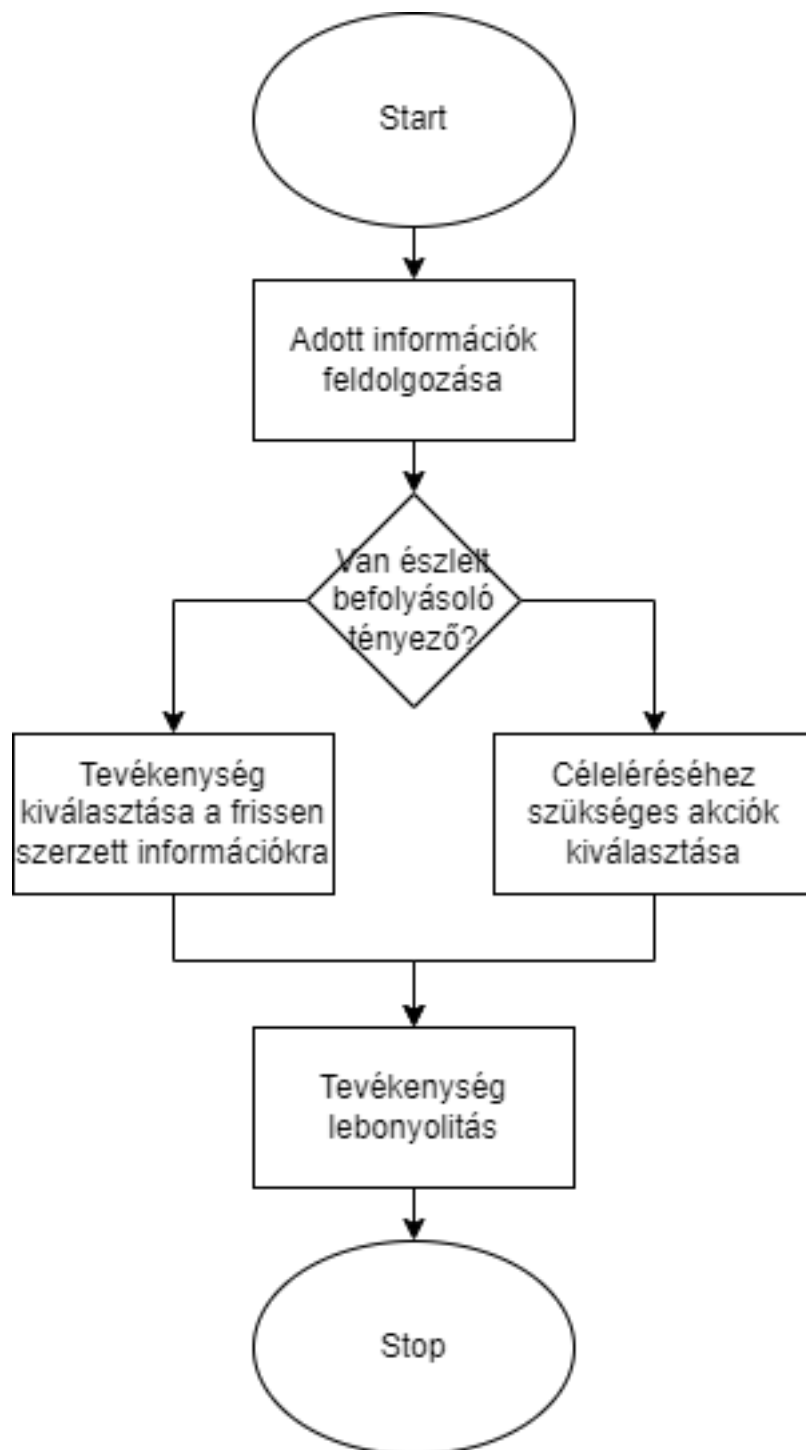 Start
Adott információk
feldolgozása
Van észlelt
befolyásoló
tényező?
Tevékenység
kiválasztása a frissen
szerzett információkra
Céleléréséhez
szükséges akciók
kiválasztása
Tevékenység
lebonyolitás
Stop